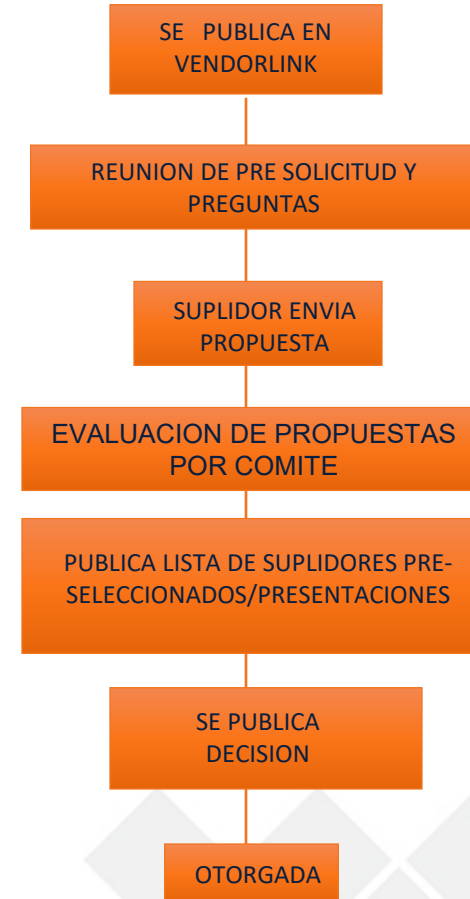 SE PUBLICA EN
VENDORLINK
REUNION DE PRE SOLICITUD Y
PREGUNTAS
SUPLIDOR ENVIA
PROPUESTA
EVALUACION DE PROPUESTAS
POR COMITE
PUBLICA LISTA DE SUPLIDORES PRE-
SELECCIONADOS/PRESENTACIONES
SE PUBLICA
DECISION
OTORGADA